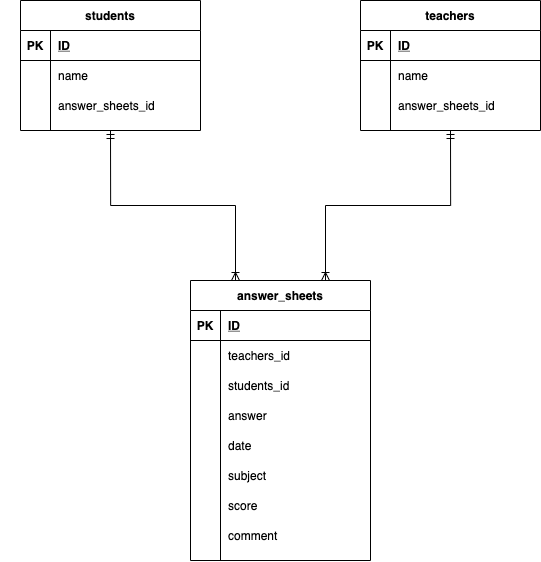 students
PK ID
name
answer_sheets_id
teachers
PK ID
name
answer_sheets_id
answer_sheets
PK ID
teachers_id
students_id
answer
date
subject
score
comment